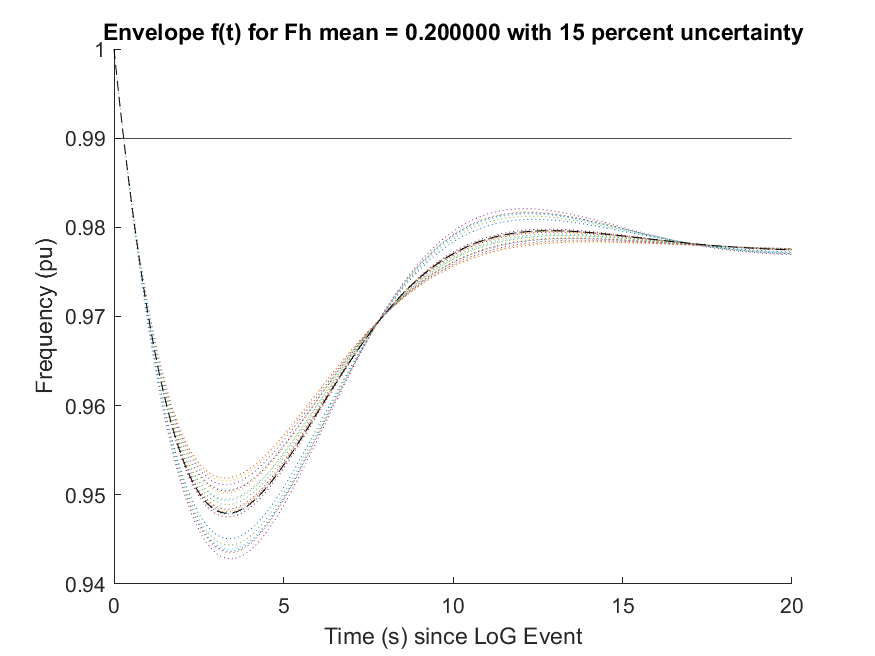 Envelope f(t) for Fh mean = 0.200000 with 15 percent uncertainty
1
0.99
0.98
0.97
0.96
0.95
0.94
Frequency (pu)
0 5 10 15 20
Time (s) since LoG Event